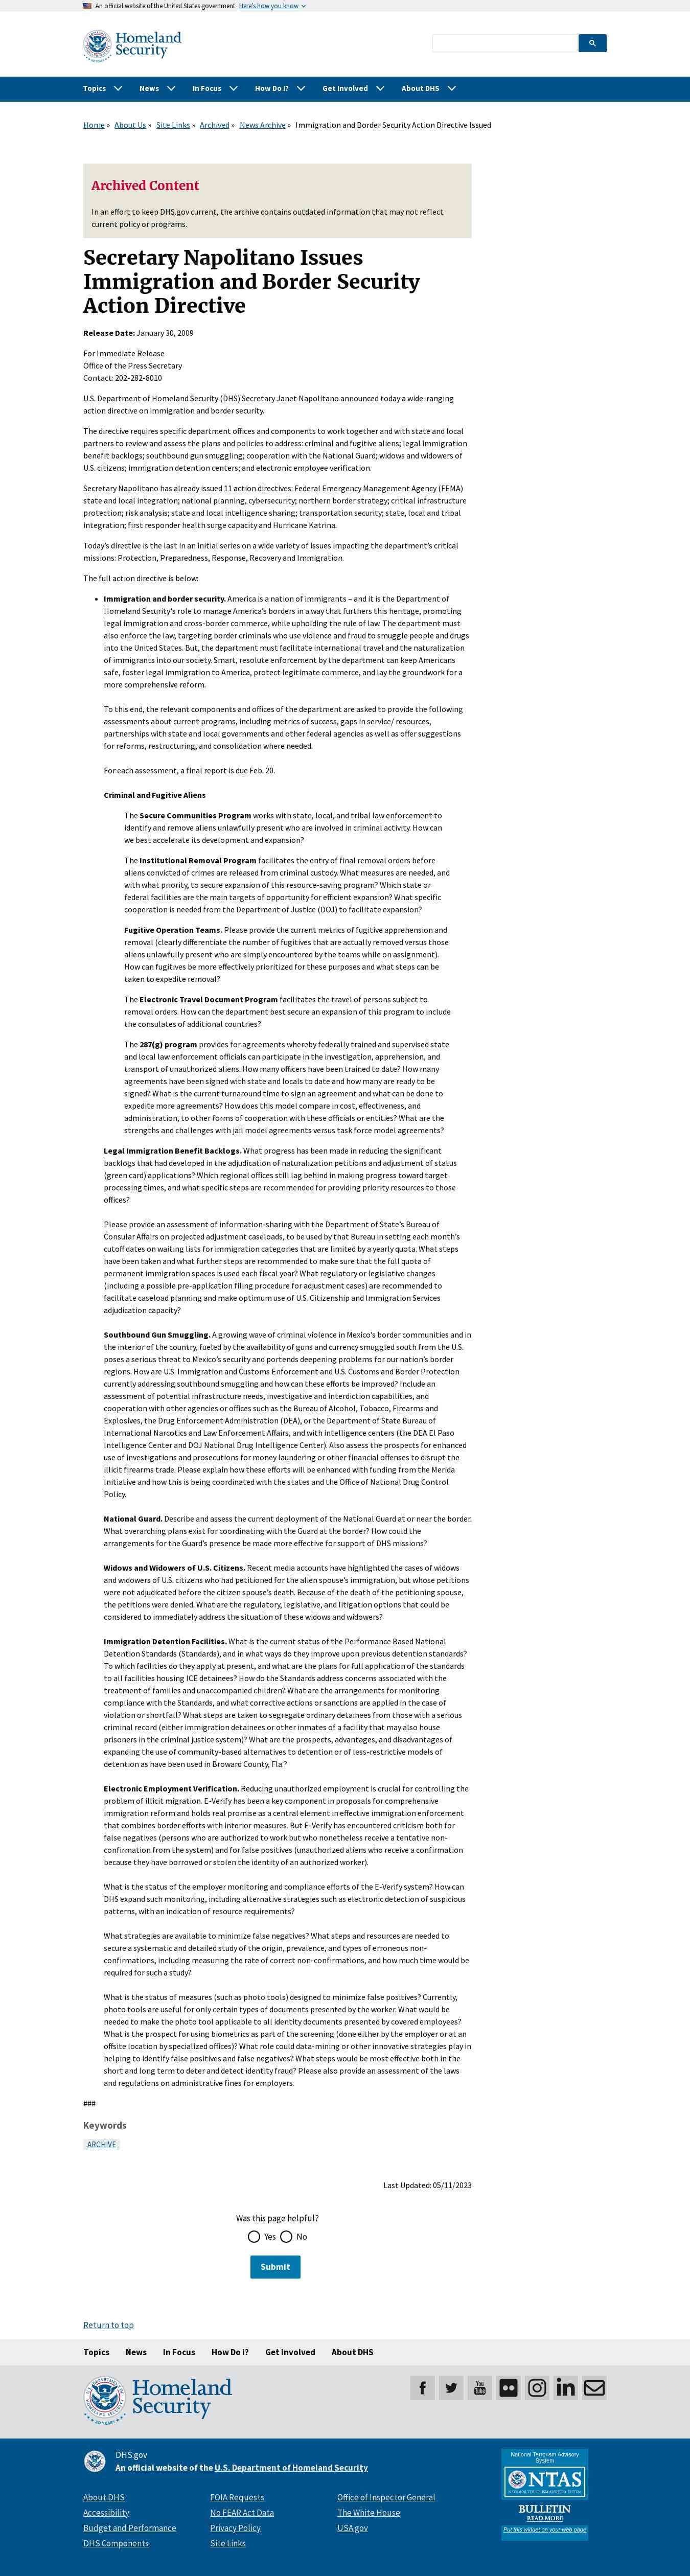 An official website of the United States government Here's how you know
Homeland
Security
Topics News In Focus How Do I? Get Involved About DHS
Home » About Us » Site Links » Archived » News Archive » Immigration and Border Security Action Directive Issued
Archived Content
In an effort to keep DHS.gov current, the archive contains outdated information that may not reflect
current policy or programs.
Secretary Napolitano Issues
Immigration and Border Security
Action Directive
Release Date: January 30, 2009
For Immediate Release
Office of the Press Secretary
Contact: 202-282-8010
U.S. Department of Homeland Security (DHS) Secretary Janet Napolitano announced today a wide-ranging
action directive on immigration and border security.
The directive requires specific department offices and components to work together and with state and local
partners to review and assess the plans and policies to address: criminal and fugitive aliens; legal immigration
benefit backlogs; southbound gun smuggling; cooperation with the National Guard; widows and widowers of
U.S. citizens; immigration detention centers; and electronic employee verification.
Secretary Napolitano has already issued 11 action directives: Federal Emergency Management Agency (FEMA)
state and local integration; national planning, cybersecurity; northern border strategy; critical infrastructure
protection; risk analysis; state and local intelligence sharing; transportation security; state, local and tribal
integration; first responder health surge capacity and Hurricane Katrina.
Today's directive is the last in an initial series on a wide variety of issues impacting the department's critical
missions: Protection, Preparedness, Response, Recovery and Immigration.
The full action directive is below:
• Immigration and border security. America is a nation of immigrants – and it is the Department of
Homeland Security's role to manage America's borders in a way that furthers this heritage, promoting
legal immigration and cross-border commerce, while upholding the rule of law. The department must
also enforce the law, targeting border criminals who use violence and fraud to smuggle people and drugs
into the United States. But, the department must facilitate international travel and the naturalization
of immigrants into our society. Smart, resolute enforcement by the department can keep Americans
safe, foster legal immigration to America, protect legitimate commerce, and lay the groundwork for a
more comprehensive reform.
To this end, the relevant components and offices of the department are asked to provide the following
assessments about current programs, including metrics of success, gaps in service/ resources,
partnerships with state and local governments and other federal agencies as well as offer suggestions
for reforms, restructuring, and consolidation where needed.
For each assessment, a final report is due Feb. 20.
Criminal and Fugitive Aliens
The Secure Communities Program works with state, local, and tribal law enforcement to
identify and remove aliens unlawfully present who are involved in criminal activity. How can
we best accelerate its development and expansion?
The Institutional Removal Program facilitates the entry of final removal orders before
aliens convicted of crimes are released from criminal custody. What measures are needed, and
with what priority, to secure expansion of this resource-saving program? Which state or
federal facilities are the main targets of opportunity for efficient expansion? What specific
cooperation is needed from the Department of Justice (DOJ) to facilitate expansion?
Fugitive Operation Teams. Please provide the current metrics of fugitive apprehension and
removal (clearly differentiate the number of fugitives that are actually removed versus those
aliens unlawfully present who are simply encountered by the teams while on assignment).
How can fugitives be more effectively prioritized for these purposes and what steps can be
taken to expedite removal?
The Electronic Travel Document Program facilitates the travel of persons subject to
removal orders. How can the department best secure an expansion of this program to include
the consulates of additional countries?
The 287(g) program provides for agreements whereby federally trained and supervised state
and local law enforcement officials can participate in the investigation, apprehension, and
transport of unauthorized aliens. How many officers have been trained to date? How many
agreements have been signed with state and locals to date and how many are ready to be
signed? What is the current turnaround time to sign an agreement and what can be done to
expedite more agreements? How does this model compare in cost, effectiveness, and
administration, to other forms of cooperation with these officials or entities? What are the
strengths and challenges with jail model agreements versus task force model agreements?
Legal Immigration Benefit Backlogs. What progress has been made in reducing the significant
backlogs that had developed in the adjudication of naturalization petitions and adjustment of status
(green card) applications? Which regional offices still lag behind in making progress toward target
processing times, and what specific steps are recommended for providing priority resources to those
offices?
Please provide an assessment of information-sharing with the Department of State's Bureau of
Consular Affairs on projected adjustment caseloads, to be used by that Bureau in setting each month's
cutoff dates on waiting lists for immigration categories that are limited by a yearly quota. What steps
have been taken and what further steps are recommended to make sure that the full quota of
permanent immigration spaces is used each fiscal year? What regulatory or legislative changes
(including a possible pre-application filing procedure for adjustment cases) are recommended to
facilitate caseload planning and make optimum use of U.S. Citizenship and Immigration Services
adjudication capacity?
Southbound Gun Smuggling. A growing wave of criminal violence in Mexico's border communities and in
the interior of the country, fueled by the availability of guns and currency smuggled south from the U.S.
poses a serious threat to Mexico's security and portends deepening problems for our nation's border
regions. How are U.S. Immigration and Customs Enforcement and U.S. Customs and Border Protection
currently addressing southbound smuggling and how can these efforts be improved? Include an
assessment of potential infrastructure needs, investigative and interdiction capabilities, and
cooperation with other agencies or offices such as the Bureau of Alcohol, Tobacco, Firearms and
Explosives, the Drug Enforcement Administration (DEA), or the Department of State Bureau of
International Narcotics and Law Enforcement Affairs, and with intelligence centers (the DEA El Paso
Intelligence Center and DOJ National Drug Intelligence Center). Also assess the prospects for enhanced
use of investigations and prosecutions for money laundering or other financial offenses to disrupt the
illicit firearms trade. Please explain how these efforts will be enhanced with funding from the Merida
Initiative and how this is being coordinated with the states and the Office of National Drug Control
Policy.
National Guard. Describe and assess the current deployment of the National Guard at or near the border.
What overarching plans exist for coordinating with the Guard at the border? How could the
arrangements for the Guard's presence be made more effective for support of DHS missions?
Widows and Widowers of U.S. Citizens. Recent media accounts have highlighted the cases of widows
and widowers of U.S. citizens who had petitioned for the alien spouse's immigration, but whose petitions
were not adjudicated before the citizen spouse's death. Because of the death of the petitioning spouse,
the petitions were denied. What are the regulatory, legislative, and litigation options that could be
considered to immediately address the situation of these widows and widowers?
Immigration Detention Facilities. What is the current status of the Performance Based National
Detention Standards (Standards), and in what ways do they improve upon previous detention standards?
To which facilities do they apply at present, and what are the plans for full application of the standards
to all facilities housing ICE detainees? How do the Standards address concerns associated with the
treatment of families and unaccompanied children? What are the arrangements for monitoring
compliance with the Standards, and what corrective actions or sanctions are applied in the case of
violation or shortfall? What steps are taken to segregate ordinary detainees from those with a serious
criminal record (either immigration detainees or other inmates of a facility that may also house
prisoners in the criminal justice system)? What are the prospects, advantages, and disadvantages of
expanding the use of community-based alternatives to detention or of less-restrictive models of
detention as have been used in Broward County, Fla.?
Electronic Employment Verification. Reducing unauthorized employment is crucial for controlling the
problem of illicit migration. E-Verify has been a key component in proposals for comprehensive
immigration reform and holds real promise as a central element in effective immigration enforcement
that combines border efforts with interior measures. But E-Verify has encountered criticism both for
false negatives (persons who are authorized to work but who nonetheless receive a tentative non-
confirmation from the system) and for false positives (unauthorized aliens who receive a confirmation
because they have borrowed or stolen the identity of an authorized worker).
What is the status of the employer monitoring and compliance efforts of the E-Verify system? How can
DHS expand such monitoring, including alternative strategies such as electronic detection of suspicious
patterns, with an indication of resource requirements?
What strategies are available to minimize false negatives? What steps and resources are needed to
secure a systematic and detailed study of the origin, prevalence, and types of erroneous non-
confirmations, including measuring the rate of correct non-confirmations, and how much time would be
required for such a study?
What is the status of measures (such as photo tools) designed to minimize false positives? Currently,
photo tools are useful for only certain types of documents presented by the worker. What would be
needed to make the photo tool applicable to all identity documents presented by covered employees?
What is the prospect for using biometrics as part of the screening (done either by the employer or at an
offsite location by specialized offices)? What role could data-mining or other innovative strategies play in
helping to identify false positives and false negatives? What steps would be most effective both in the
short and long term to deter and detect identity fraud? Please also provide an assessment of the laws
and regulations on administrative fines for employers.
###
Keywords
ARCHIVE
Last Updated: 05/11/2023
Was this page helpful?
Yes No
Submit
Return to top
Topics News In Focus How Do I? Get Involved About DHS
Homeland
Security
20 YEARS
You Tube
DHS.gov
An official website of the U.S. Department of Homeland Security
National Terrorism Advisory
System
NTAS
NATIONAL TERRORISM ADVISORY SYSTEM
BULLETIN
READ MORE
Put this widget on your web page
About DHS FOIA Requests Office of Inspector General
Accessibility No FEAR Act Data The White House
Budget and Performance Privacy Policy USA.gov
DHS Components Site Links